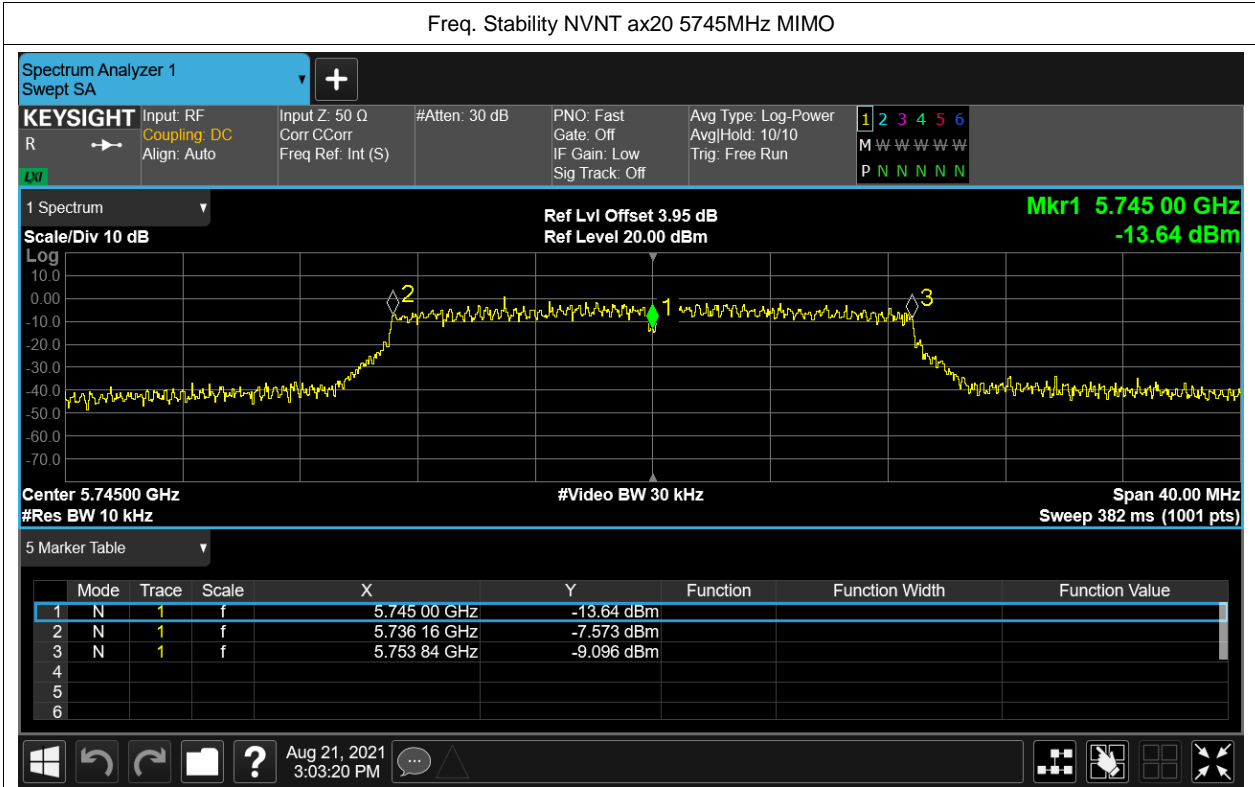 Freq. Stability NVNT ax20 5745MHz MIMO
Spectrum Analyzer 1
Swept SA
KEYSIGHT
R
LXI
Input: RF
Coupling: DC
Align: Auto
Input Z: 50 Ω
Corr CCorr
Freq Ref: Int (S)
#Atten: 30 dB
PNO: Fast
Gate: Off
IF Gain: Low
Sig Track: Off
Avg Type: Log-Power
Avg|Hold: 10/10
Trig: Free Run
1 2 3 4 5 6
M W W W W W
P N N N N N
1 Spectrum
Scale/Div 10 dB
Ref Lvl Offset 3.95 dB
Ref Level 20.00 dBm
Mkr1 5.745 00 GHz
-13.64 dBm
Log
10.0
0.00
-10.0
-20.0
-30.0
-40.0
-50.0
-60.0
-70.0
2
1
3
Center 5.74500 GHz
#Video BW 30 kHz
Span 40.00 MHz
#Res BW 10 kHz
Sweep 382 ms (1001 pts)
5 Marker Table
Mode Trace Scale X Y Function Function Width Function Value
1 N 1 f 5.745 00 GHz -13.64 dBm
2 N 1 f 5.736 16 GHz -7.573 dBm
3 N 1 f 5.753 84 GHz -9.096 dBm
4
5
6
?
Aug 21, 2021
3:03:20 PM